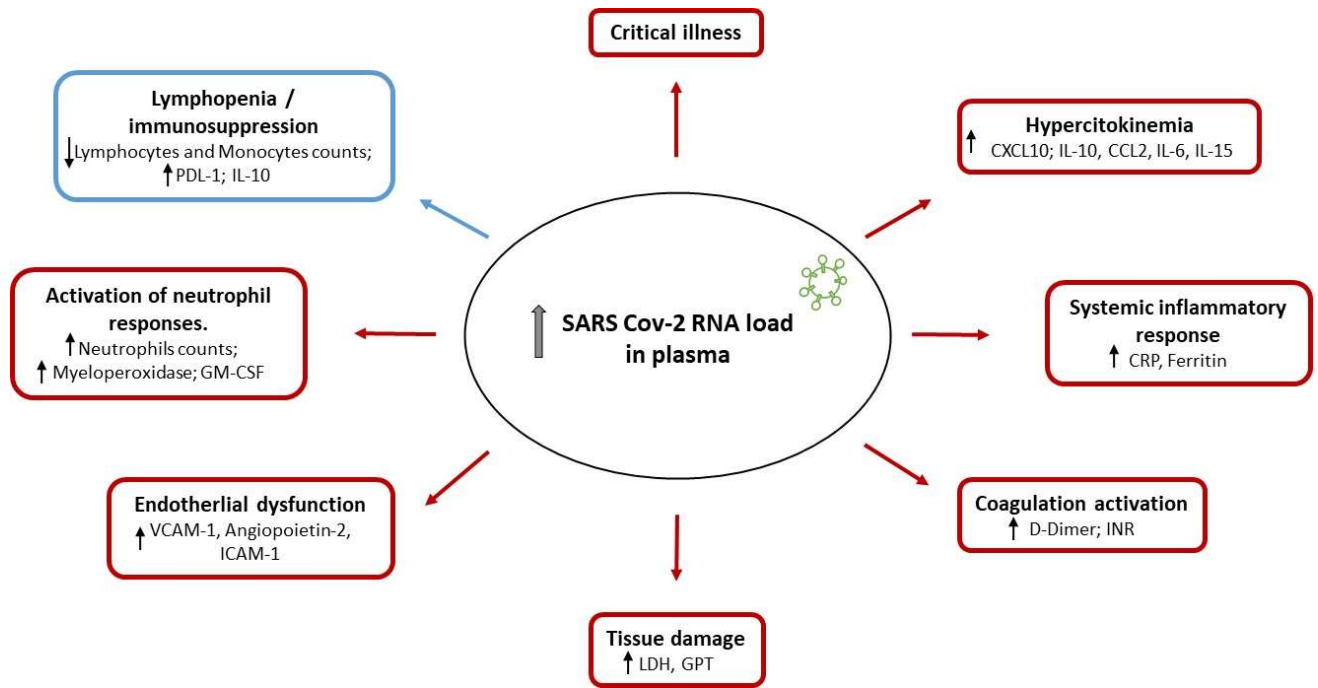 Critical illness
Lymphopenia /
immunosuppression
Lymphocytes and Monocytes counts;
PDL-1; IL-10
Hypercitokinemia
CXCL10; IL-10, CCL2, IL-6, IL-15
Activation of neutrophil
responses.
Neutrophils counts;
Myeloperoxidase; GM-CSF
SARS Cov-2 RNA load
in plasma
Systemic inflammatory
response
CRP, Ferritin
Endotherlial dysfunction
VCAM-1, Angiopoietin-2,
ICAM-1
Coagulation activation
D-Dimer; INR
Tissue damage
LDH, GPT